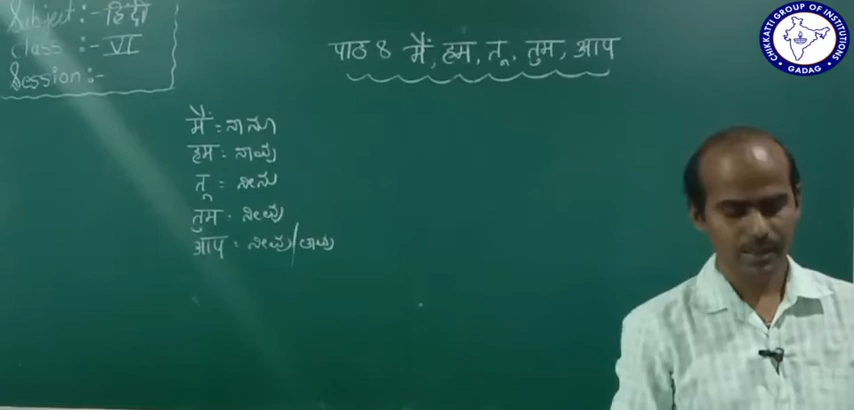 Subject:- हिंदी
Class :- VI
Session :-
पाठ 8 मैं, हम, तू, तुम, आप
मैं = ನಾನು
हम = ನಾವು
तू = ನೀನು
तुम = ನೀವು
आप = ನೀವು/ತಾವು
CHIKKATTI GROUP OF INSTITUTIONS
GADAG